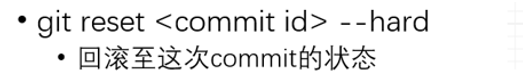 • git reset <commit id> --hard
• 回滚至这次commit的状态